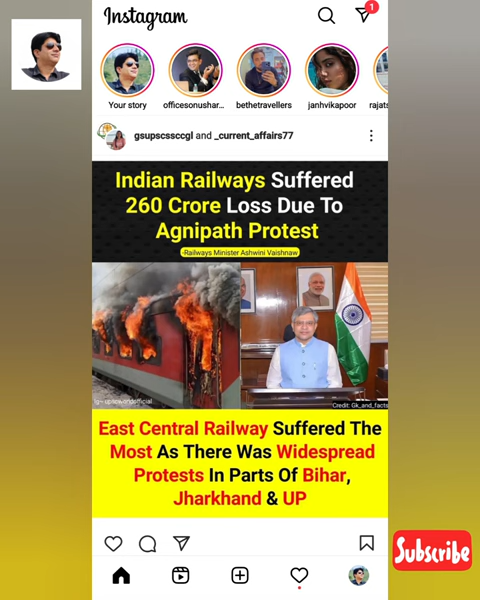 Instagram
1
Your story
officesonushar...
bethetravellers
janhvikapoor
rajats
gsupscssccgl and _current_affairs77
Indian Railways Suffered
260 Crore Loss Due To
Agnipath Protest
-Railways Minister Ashwini Vaishnaw
Credit: Gk_and_facts
East Central Railway Suffered The
Most As There Was Widespread
Protests In Parts Of Bihar,
Jharkhand & UP
Subscribe